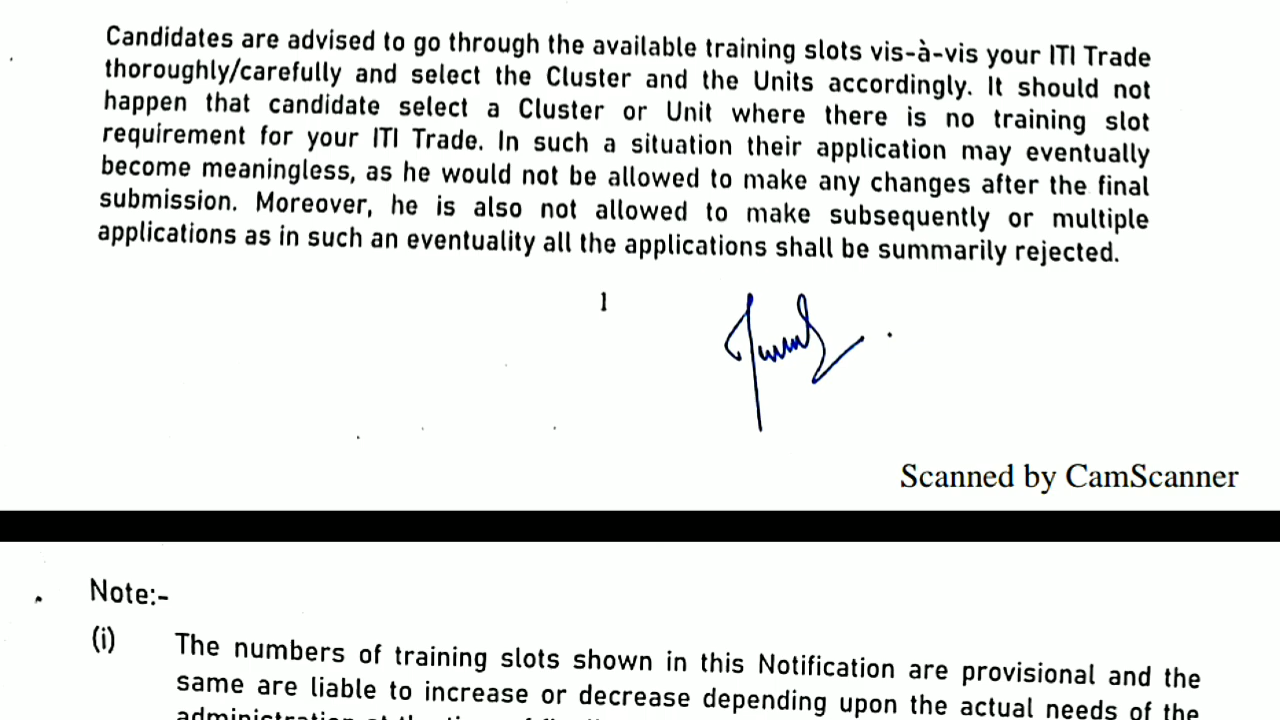 Candidates are advised to go through the available training slots vis-à-vis your ITI Trade
thoroughly/carefully and select the Cluster and the Units accordingly. It should not
happen that candidate select a Cluster or Unit where there is no training slot
requirement for your ITI Trade. In such a situation their application may eventually
become meaningless, as he would not be allowed to make any changes after the final
submission. Moreover, he is also not allowed to make subsequently or multiple
applications as in such an eventuality all the applications shall be summarily rejected.
1
Scanned by CamScanner
Note:-
(i) The numbers of training slots shown in this Notification are provisional and the
same are liable to increase or decrease depending upon the actual needs of the